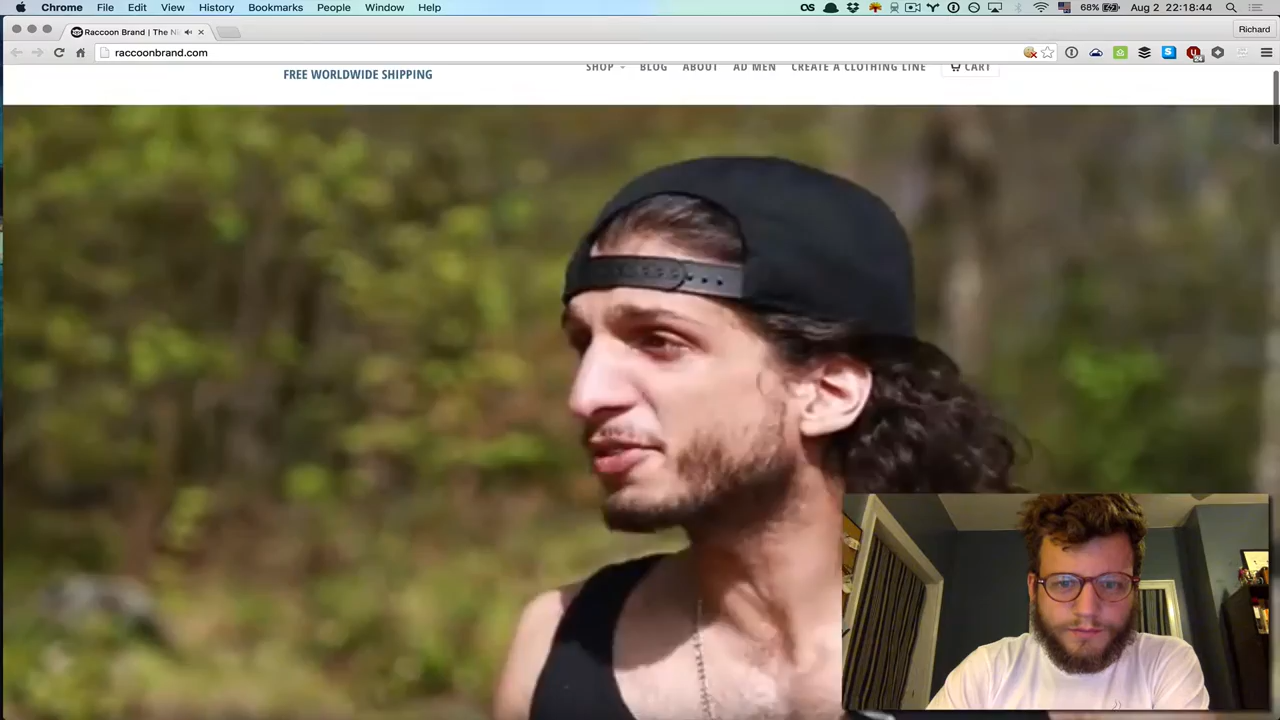 Chrome File Edit View History Bookmarks People Window Help OS 68% Aug 2 22:18:44
Raccoon Brand | The N Richard
raccoonbrand.com
FREE WORLDWIDE SHIPPING SHOP BLOG ABOUT AD MEN CREATE A CLOTHING LINE CART